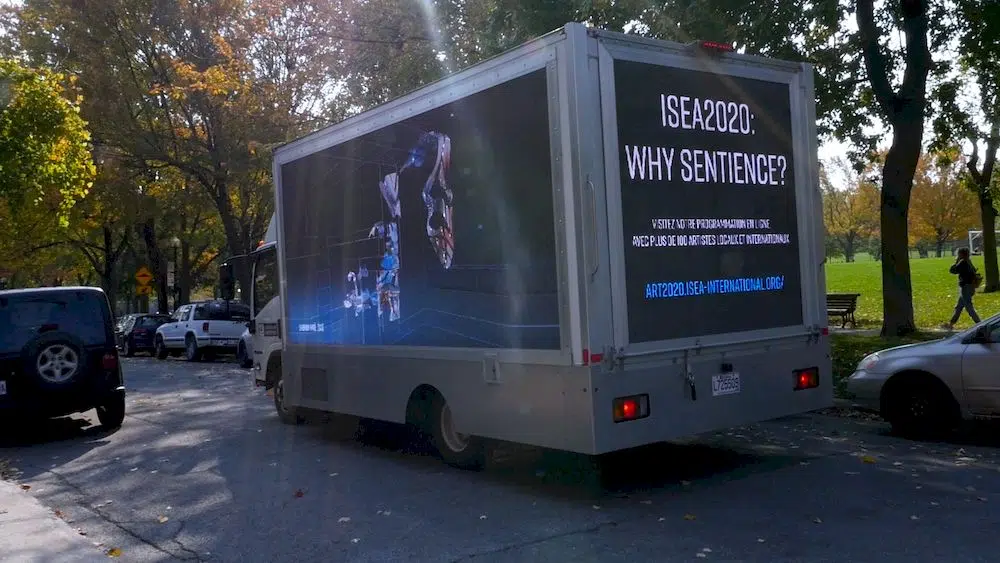 ISEA2020:
WHY SENTIENCE?
VISITEZ NOTRE PROGRAMMATION EN LIGNE
AVEC PLUS DE 100 ARTISTES LOCAUX ET INTERNATIONAUX
ART2020.ISEA-INTERNATIONAL.ORG/
L725505